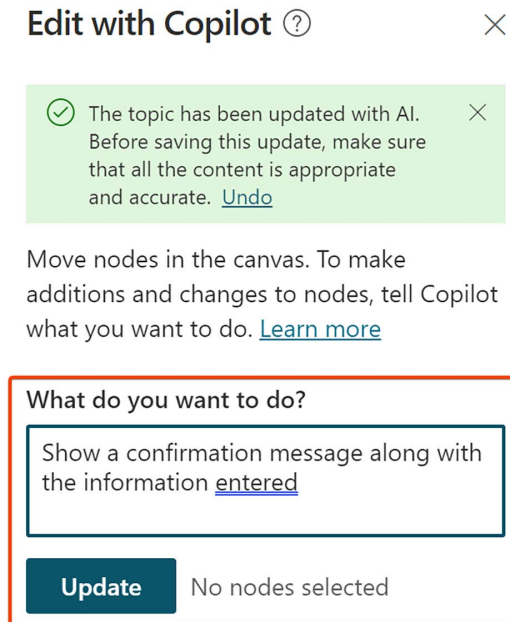 Edit with Copilot ?
The topic has been updated with AI.
Before saving this update, make sure
that all the content is appropriate
and accurate. Undo
Move nodes in the canvas. To make
additions and changes to nodes, tell Copilot
what you want to do. Learn more
What do you want to do?
Show a confirmation message along with
the information entered
Update No nodes selected